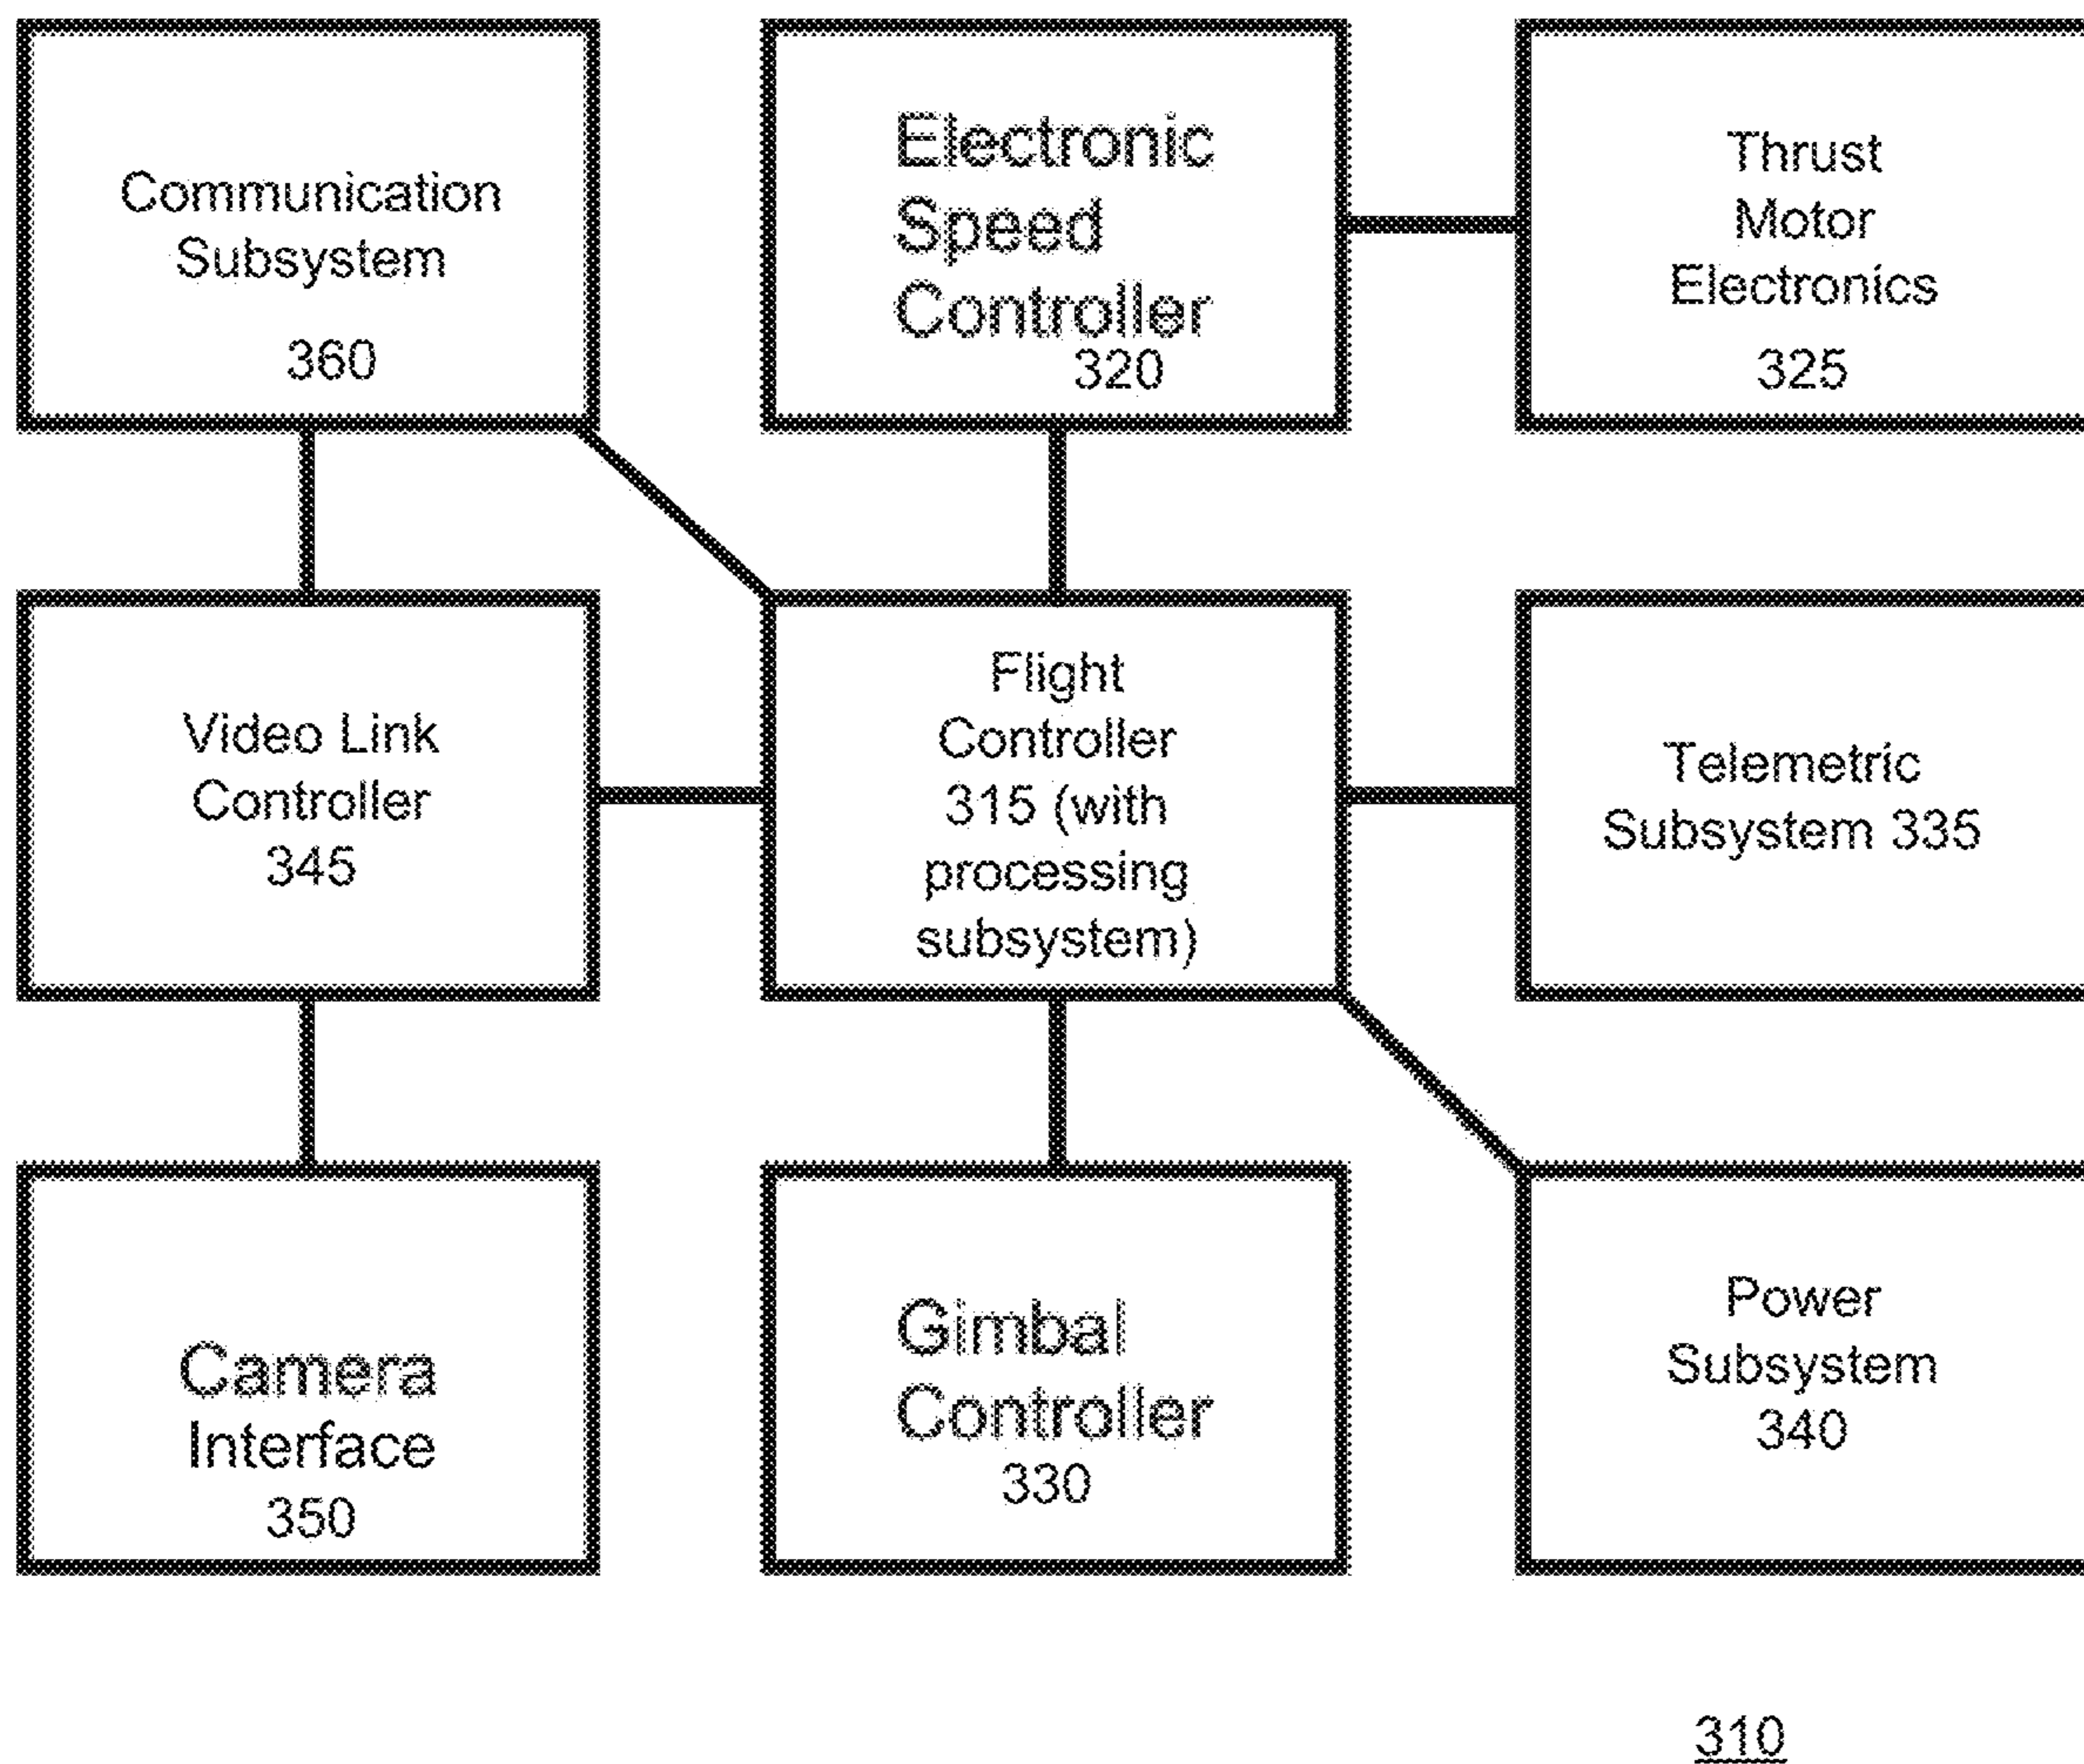 Communication
Subsystem
360
Electronic
Speed
Controller
320
Thrust
Motor
Electronics
325
Video Link
Controller
345
Flight
Controller
315 (with
processing
subsystem)
Telemetric
Subsystem 335
Camera
Interface
350
Gimbal
Controller
330
Power
Subsystem
340
310